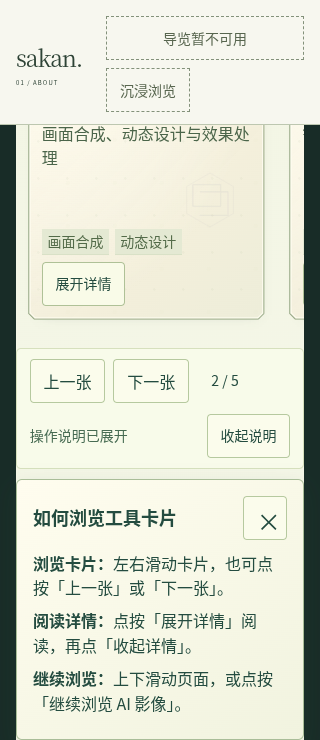 sakan.
01 / ABOUT
导览暂不可用
沉浸浏览
画面合成、动态设计与效果处
理
画面合成
动态设计
展开详情
上一张
下一张
2 / 5
操作说明已展开
收起说明
如何浏览工具卡片
浏览卡片：左右滑动卡片，也可点
按「上一张」或「下一张」。
阅读详情：点按「展开详情」阅
读，再点「收起详情」。
继续浏览：上下滑动页面，或点按
「继续浏览 AI 影像」。